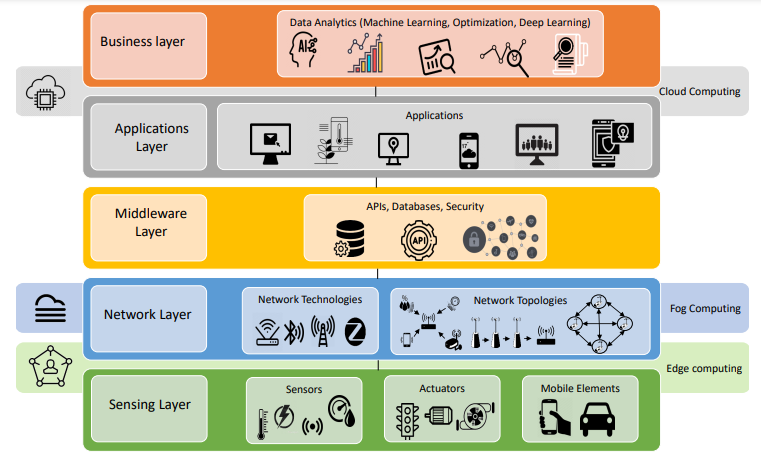 Data Analytics (Machine Learning, Optimization, Deep Learning)
Business layer
AI
Cloud Computing
Applications
Applications
Layer
17°
APIs, Databases, Security
Middleware
Layer
API
Network Technologies
Network Topologies
Network Layer
Z
Fog Computing
Edge computing
Sensors
Actuators
Mobile Elements
Sensing Layer